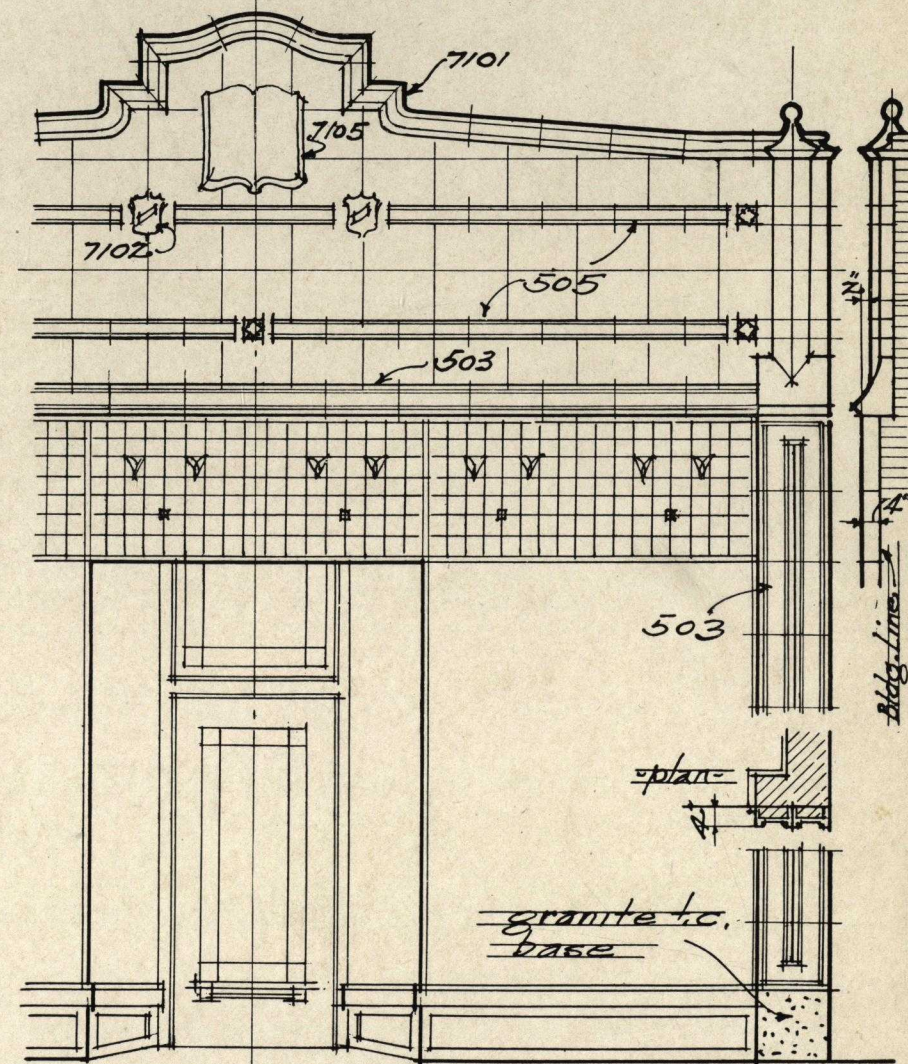 7101
7105
7102
505
503
2"
4"
503
Bldg. Line.
-plan-
4"
granite t.c.
base